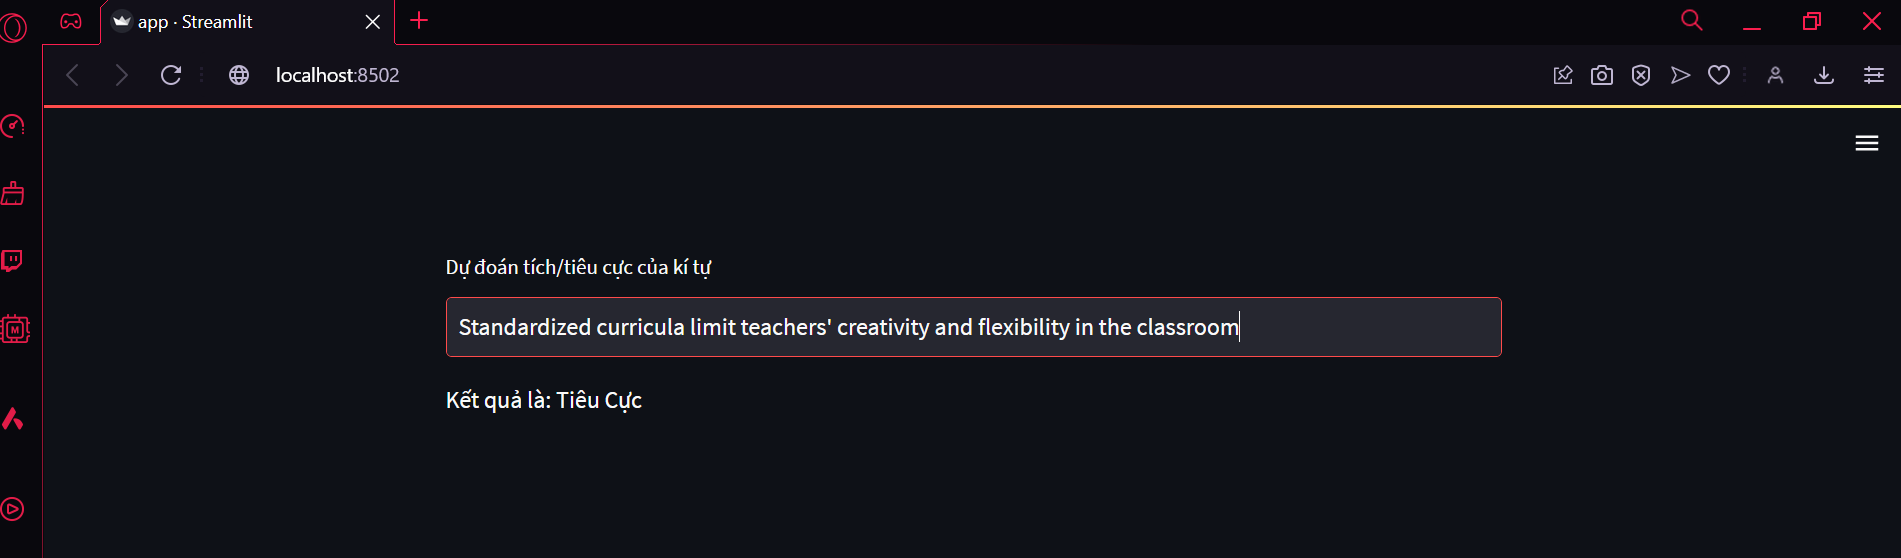 app · Streamlit
localhost:8502
Dự đoán tích/tiêu cực của kí tự
Standardized curricula limit teachers' creativity and flexibility in the classroom
Kết quả là: Tiêu Cực
M